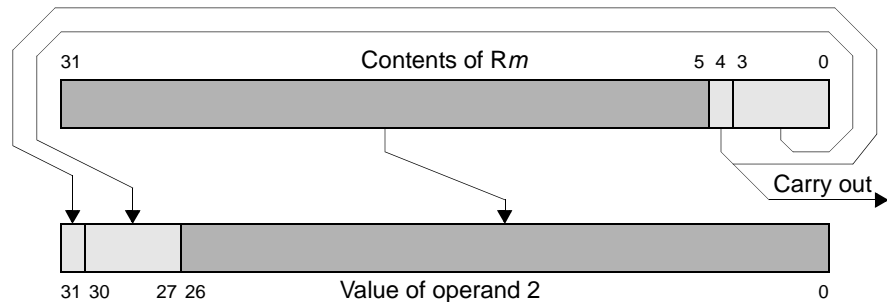 31 Contents of Rm 5 4 3 0
Carry out
31 30 27 26 Value of operand 2 0